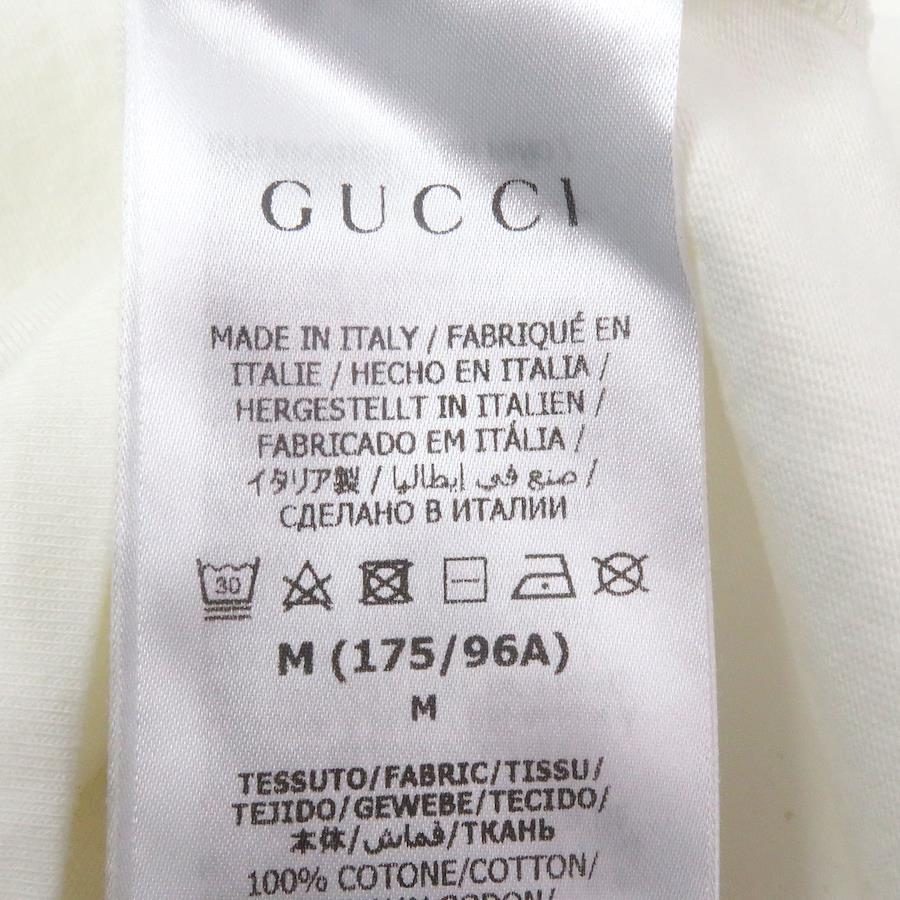 GUCCI
MADE IN ITALY / FABRIQUÉ EN
ITALIE / HECHO EN ITALIA /
HERGESTELLT IN ITALIEN /
FABRICADO EM ITÁLIA /
イタリア製 / صنع في إيطاليا /
СДЕЛАНО В ИТАЛИИ
30
M (175/96A)
M
TESSUTO/FABRIC/TISSU/
TEJIDO/GEWEBE/TECIDO/
本体/قماش/ТКАНЬ
100% COTONE/COTTON/